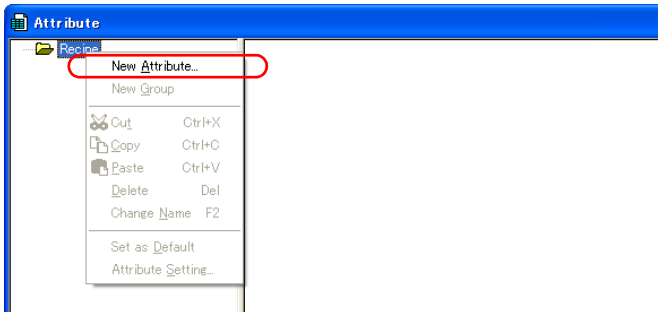 Attribute
Recipe
New Attribute...
New Group
Cut Ctrl+X
Copy Ctrl+C
Paste Ctrl+V
Delete Del
Change Name F2
Set as Default
Attribute Setting...